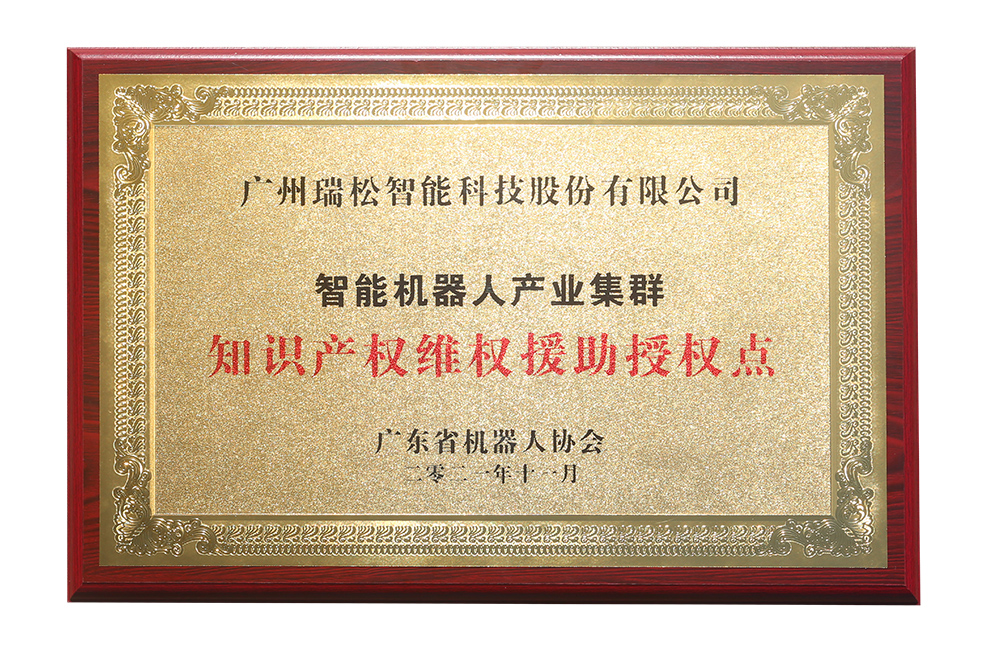 广州瑞松智能科技股份有限公司
智能机器人产业集群
知识产权维权援助授权点
广东省机器人协会
二零二一年十一月